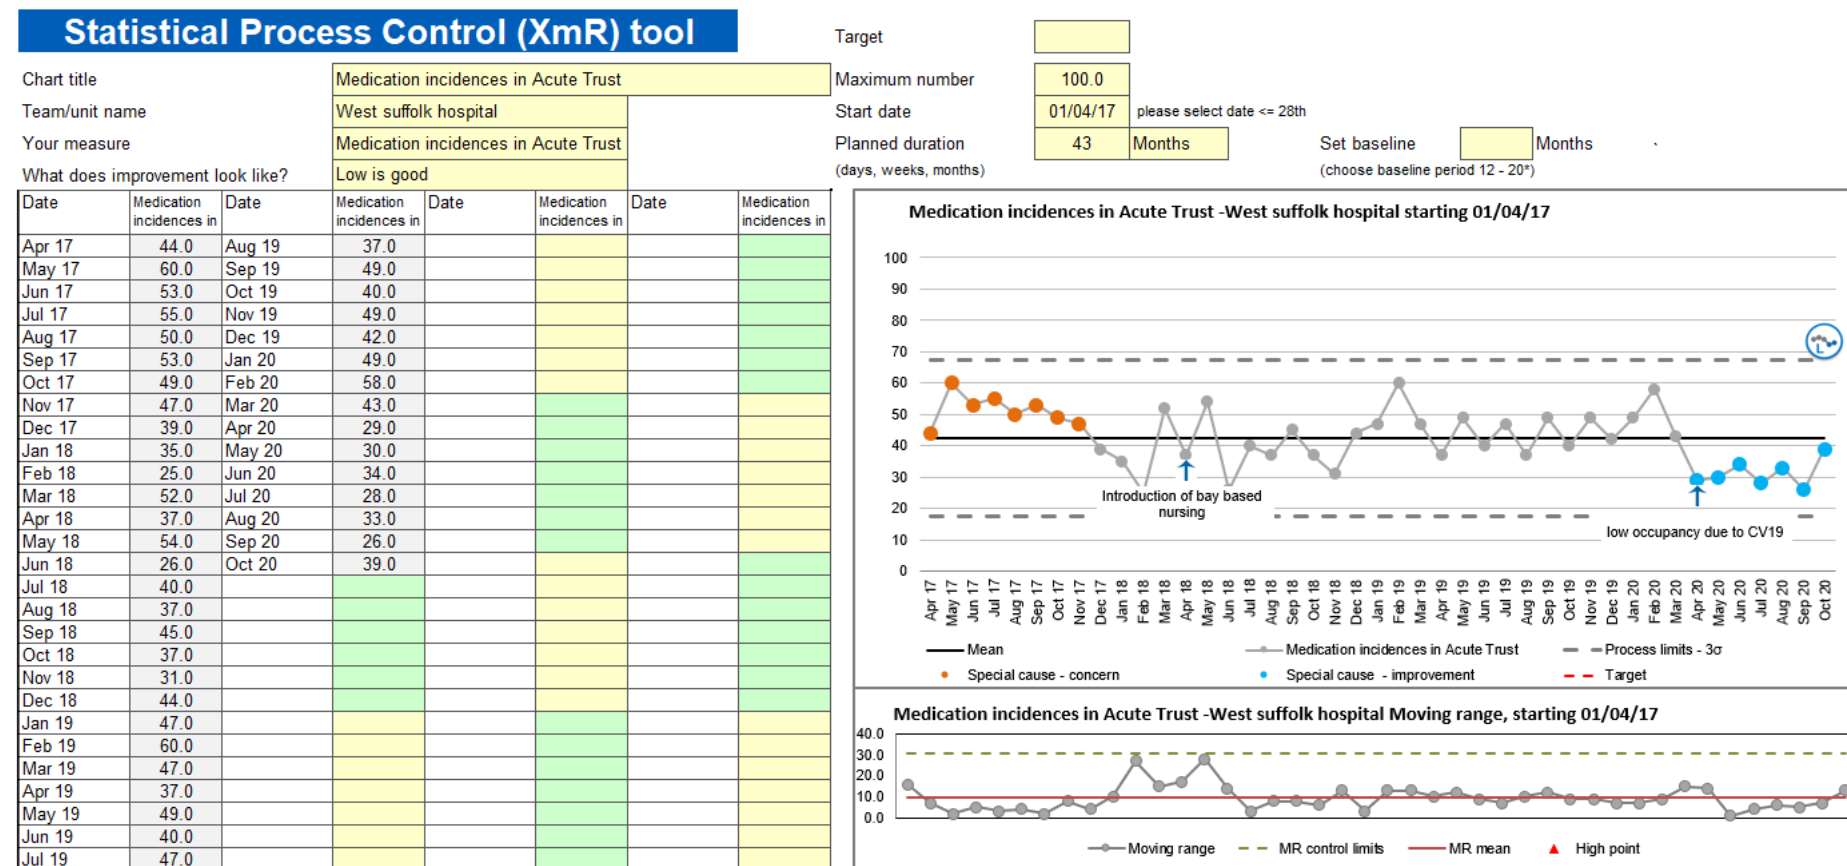 Statistical Process Control (XmR) tool
Target
Chart title Medication incidences in Acute Trust Maximum number 100.0
Team/unit name West suffolk hospital Start date 01/04/17 please select date <= 28th
Your measure Medication incidences in Acute Trust Planned duration 43 Months Set baseline Months
What does improvement look like? Low is good (days, weeks, months) (choose baseline period 12 - 20*)
Date Medication incidences in Date Medication incidences in Date Medication incidences in Date Medication incidences in
Apr 17 44.0 Aug 19 37.0
May 17 60.0 Sep 19 49.0
Jun 17 53.0 Oct 19 40.0
Jul 17 55.0 Nov 19 49.0
Aug 17 50.0 Dec 19 42.0
Sep 17 53.0 Jan 20 49.0
Oct 17 49.0 Feb 20 58.0
Nov 17 47.0 Mar 20 43.0
Dec 17 39.0 Apr 20 29.0
Jan 18 35.0 May 20 30.0
Feb 18 25.0 Jun 20 34.0
Mar 18 52.0 Jul 20 28.0
Apr 18 37.0 Aug 20 33.0
May 18 54.0 Sep 20 26.0
Jun 18 26.0 Oct 20 39.0
Jul 18 40.0
Aug 18 37.0
Sep 18 45.0
Oct 18 37.0
Nov 18 31.0
Dec 18 44.0
Jan 19 47.0
Feb 19 60.0
Mar 19 47.0
Apr 19 37.0
May 19 49.0
Jun 19 40.0
Jul 19 47.0
Medication incidences in Acute Trust -West suffolk hospital starting 01/04/17
100
90
80
70
60
50
40
30
20
10
0
L
Introduction of bay based
nursing
low occupancy due to CV19
Apr 17 May 17 Jun 17 Jul 17 Aug 17 Sep 17 Oct 17 Nov 17 Dec 17 Jan 18 Feb 18 Mar 18 Apr 18 May 18 Jun 18 Jul 18 Aug 18 Sep 18 Oct 18 Nov 18 Dec 18 Jan 19 Feb 19 Mar 19 Apr 19 May 19 Jun 19 Jul 19 Aug 19 Sep 19 Oct 19 Nov 19 Dec 19 Jan 20 Feb 20 Mar 20 Apr 20 May 20 Jun 20 Jul 20 Aug 20 Sep 20 Oct 20
Mean Medication incidences in Acute Trust Process limits - 3σ
Special cause - concern Special cause - improvement Target
Medication incidences in Acute Trust -West suffolk hospital Moving range, starting 01/04/17
40.0
30.0
20.0
10.0
0.0
Moving range MR control limits MR mean High point